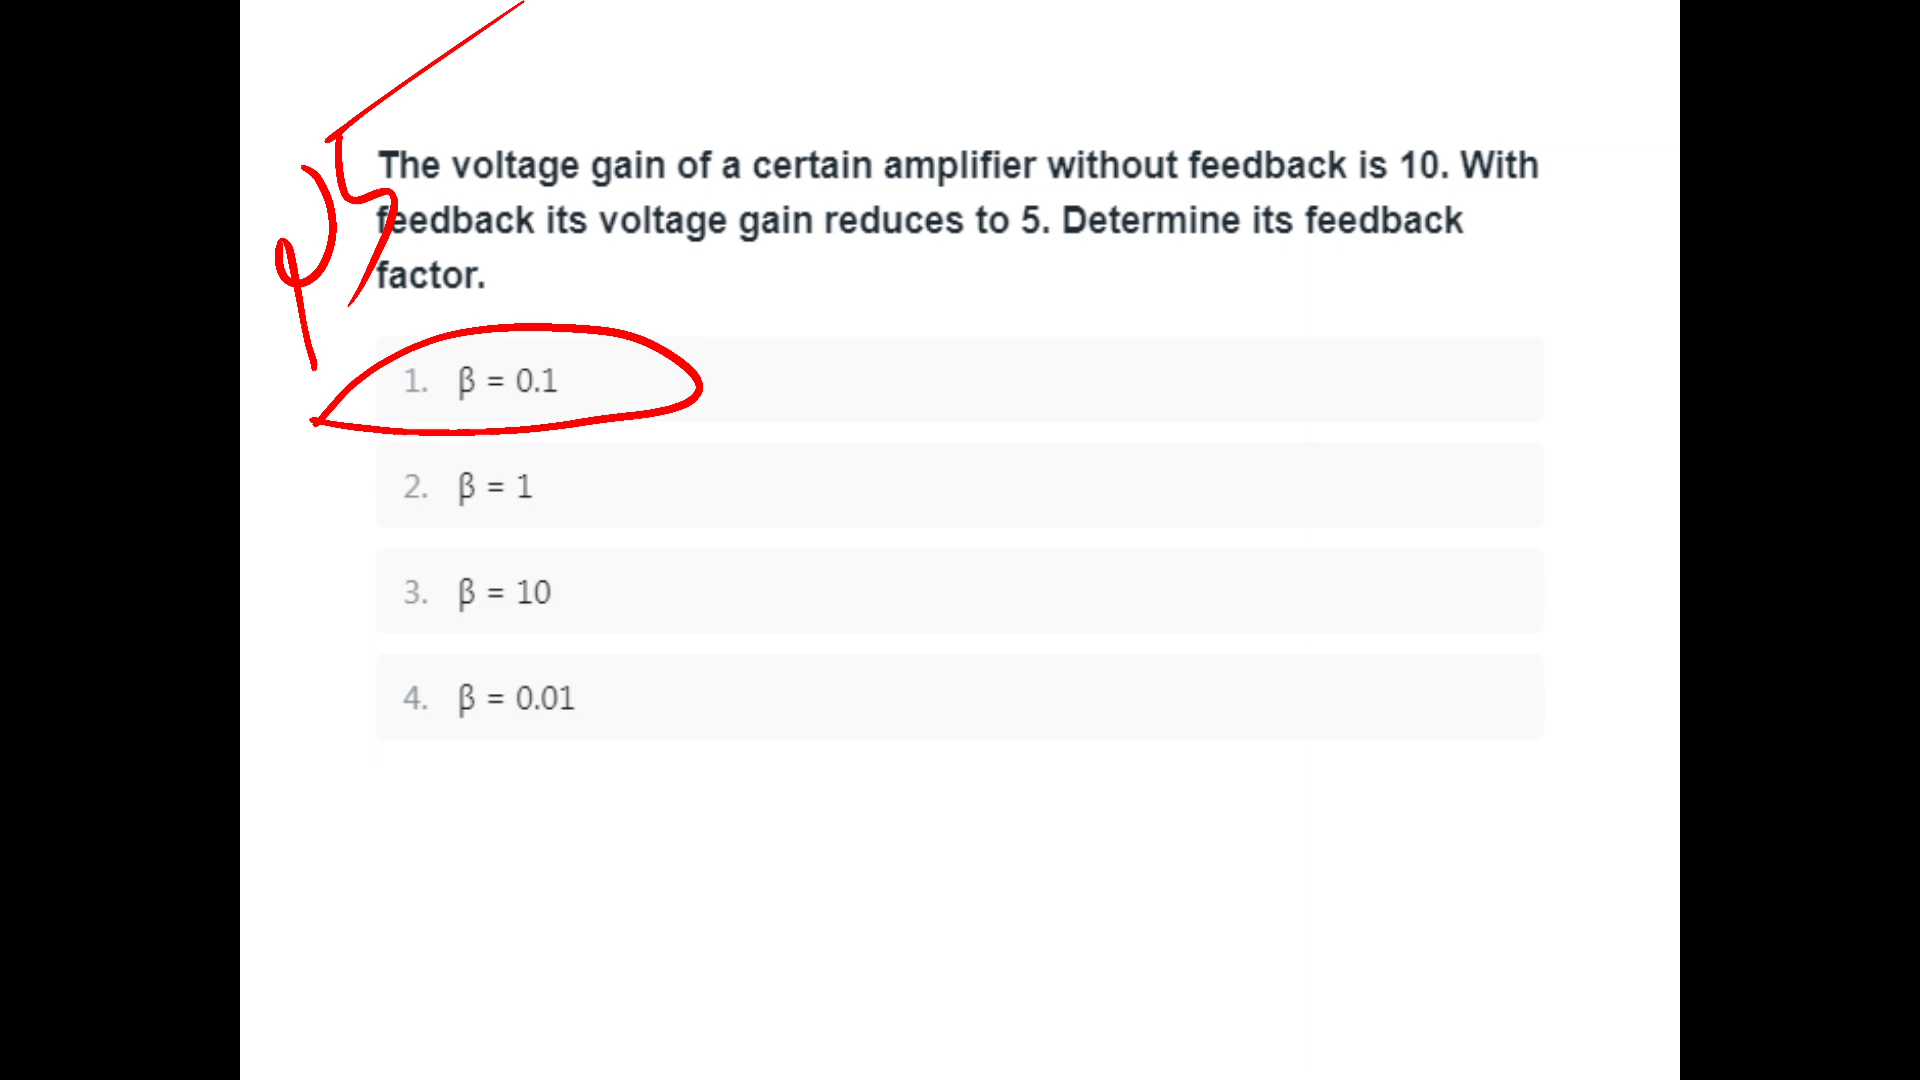 The voltage gain of a certain amplifier without feedback is 10. With
feedback its voltage gain reduces to 5. Determine its feedback
factor.
1. β = 0.1
2. β = 1
3. β = 10
4. β = 0.01